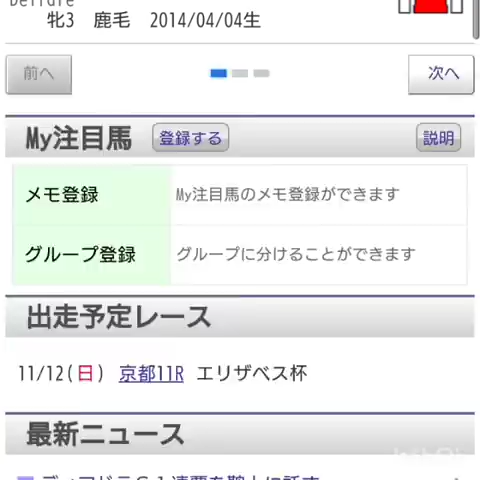 牝3 鹿毛 2014/04/04生
前へ
次へ
My注目馬 登録する 説明
メモ登録 My注目馬のメモ登録ができます
グループ登録 グループに分けることができます
出走予定レース
11/12(日) 京都11R エリザベス杯
最新ニュース